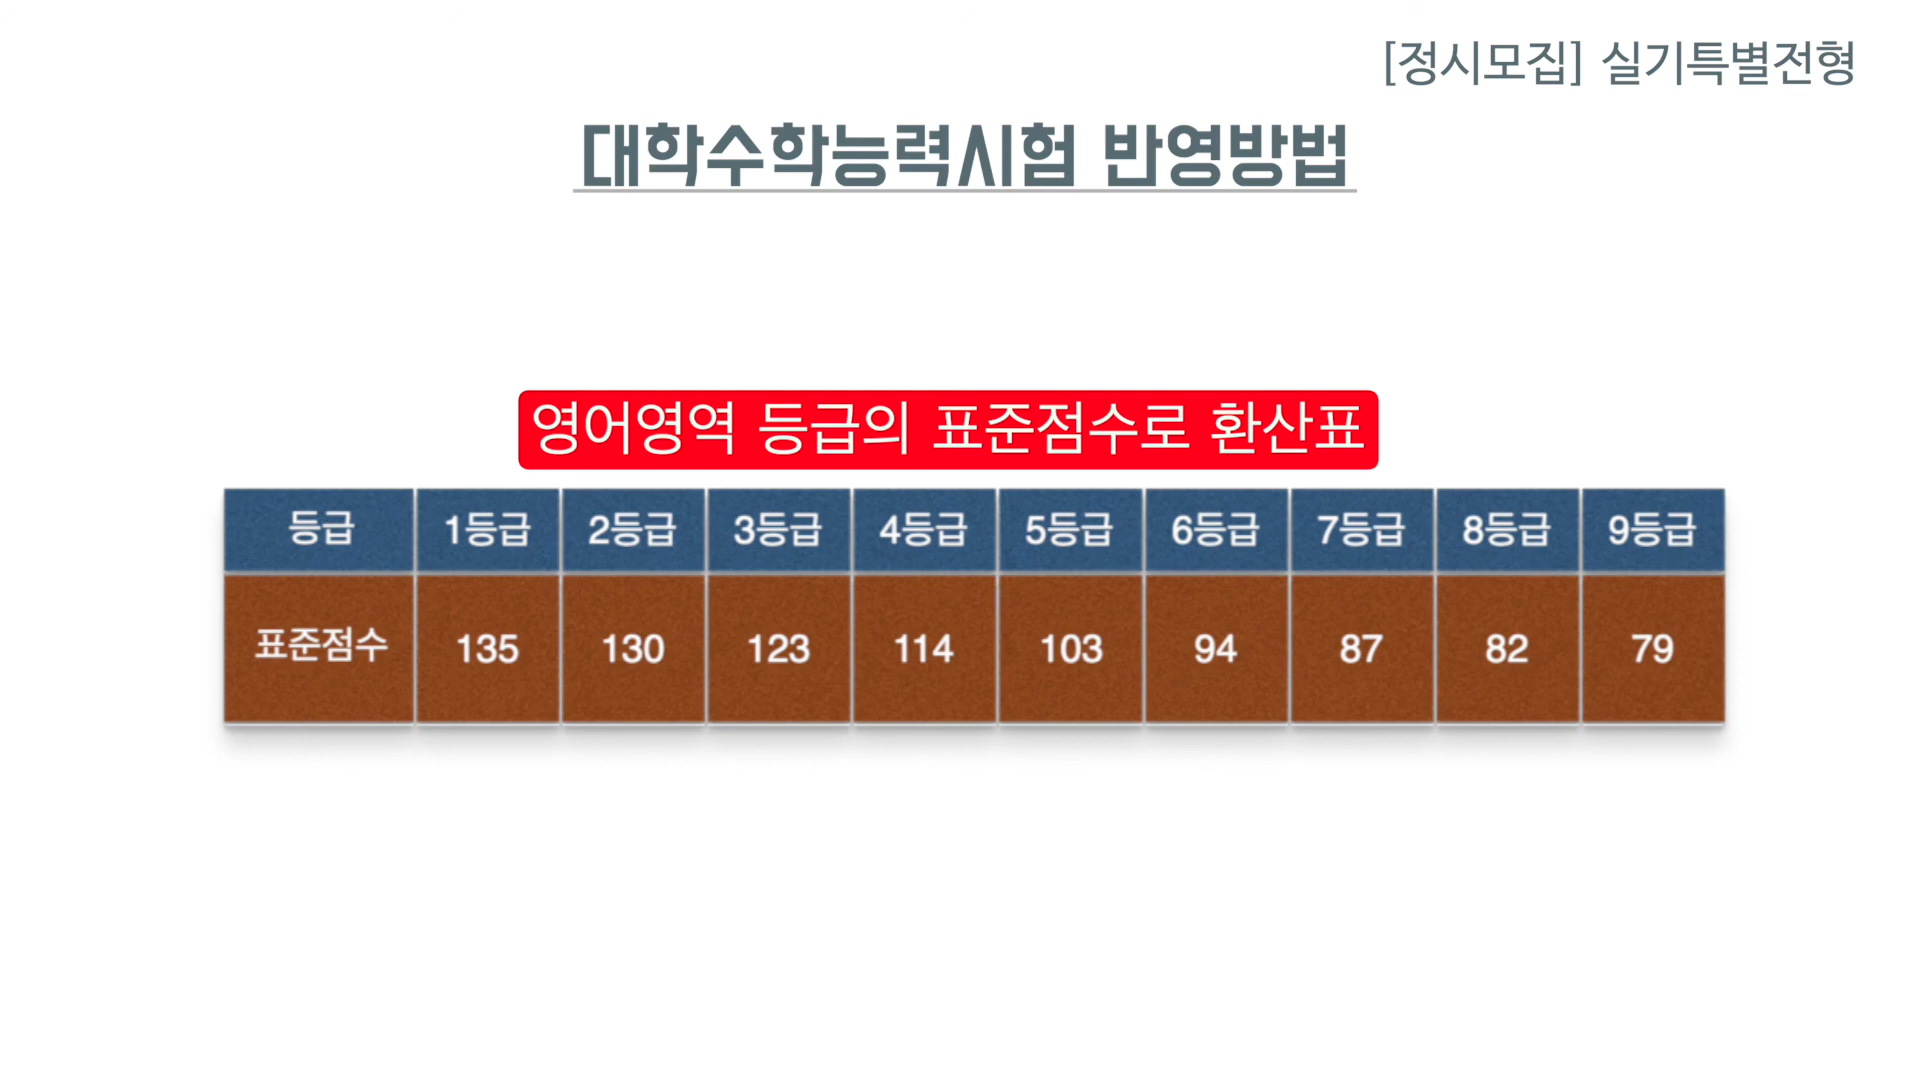 [정시모집] 실기특별전형
대학수학능력시험 반영방법
영어영역 등급의 표준점수로 환산표
등급 1등급 2등급 3등급 4등급 5등급 6등급 7등급 8등급 9등급
표준점수 135 130 123 114 103 94 87 82 79